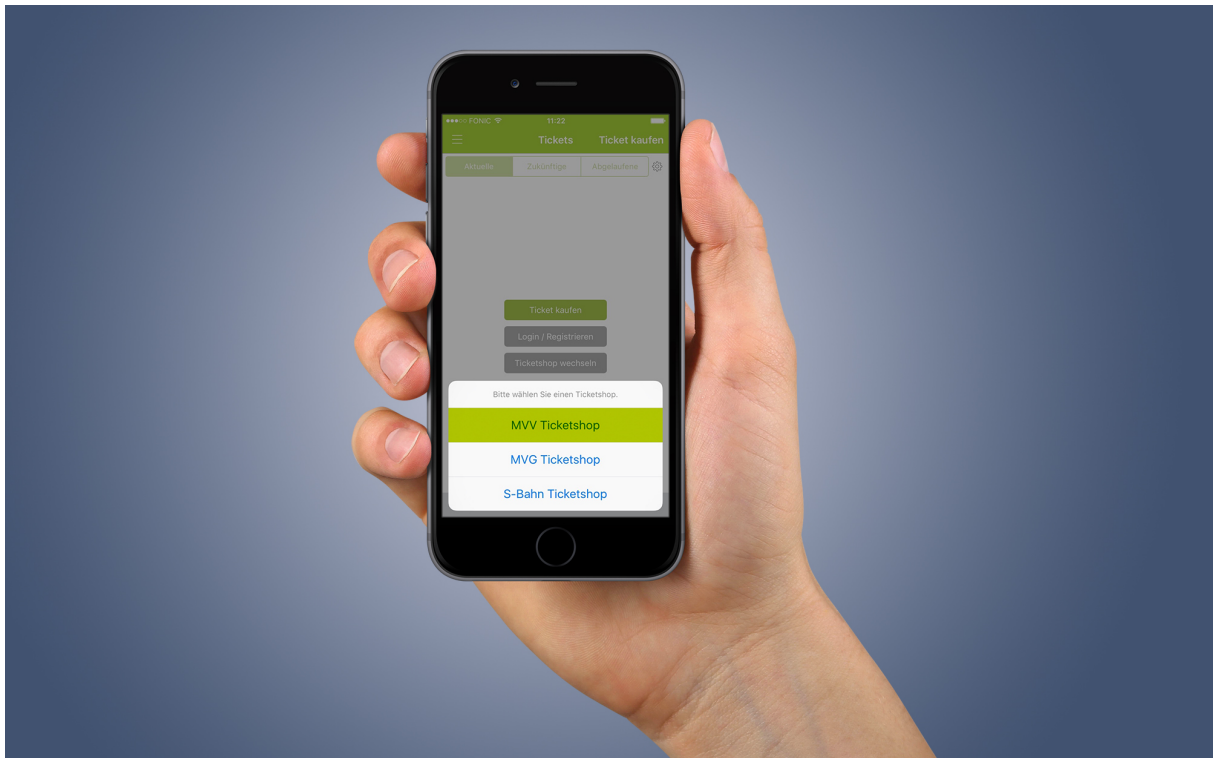 FONIC 11:22
Tickets Ticket kaufen
Aktuelle Zukünftige Abgelaufene
Ticket kaufen
Login / Registrieren
Ticketshop wechseln
Bitte wählen Sie einen Ticketshop.
MVV Ticketshop
MVG Ticketshop
S-Bahn Ticketshop